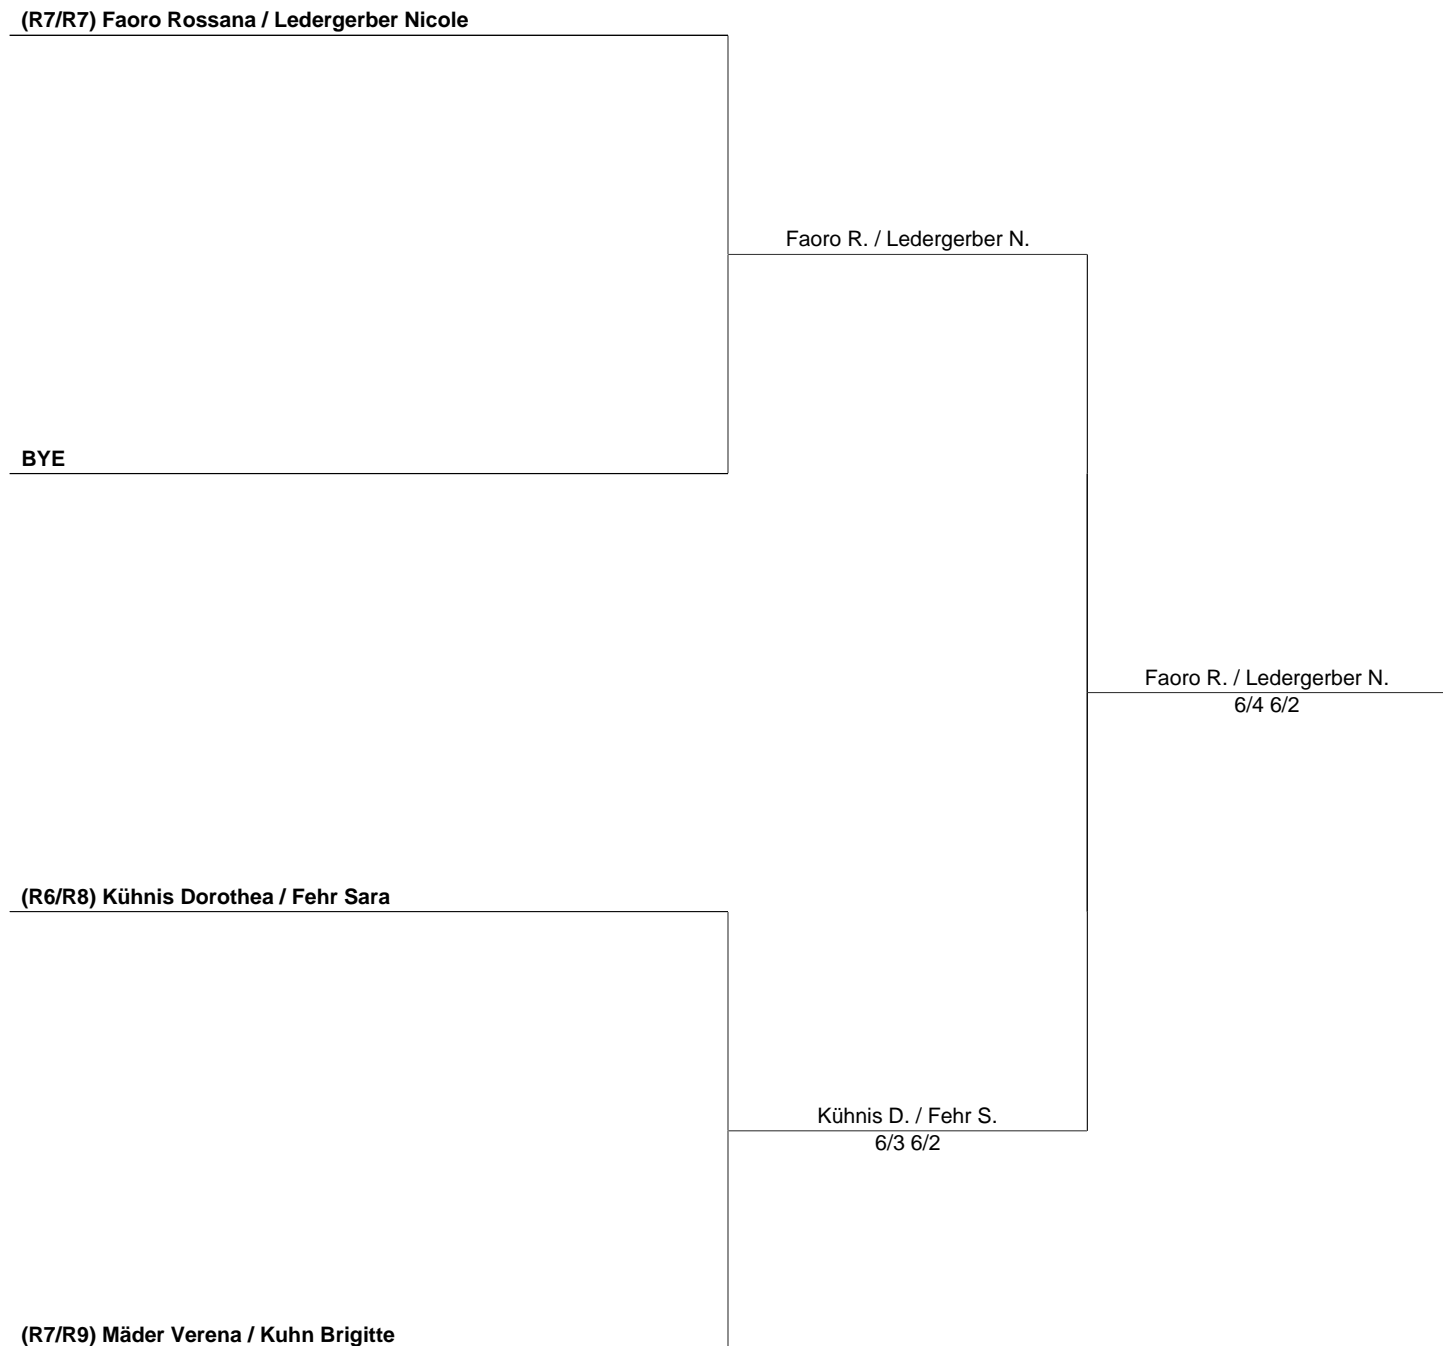 (R7/R7) Faoro Rossana / Ledergerber Nicole
Faoro R. / Ledergerber N.
BYE
Faoro R. / Ledergerber N.
6/4 6/2
(R6/R8) Kühnis Dorothea / Fehr Sara
Kühnis D. / Fehr S.
6/3 6/2
(R7/R9) Mäder Verena / Kuhn Brigitte